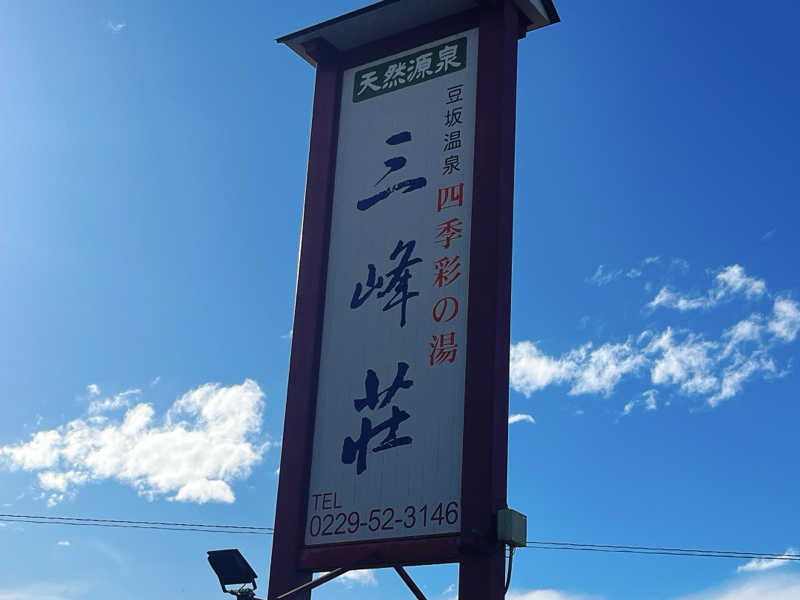 天然源泉
豆坂温泉
四季彩の湯
三峰荘
TEL
0229-52-3146